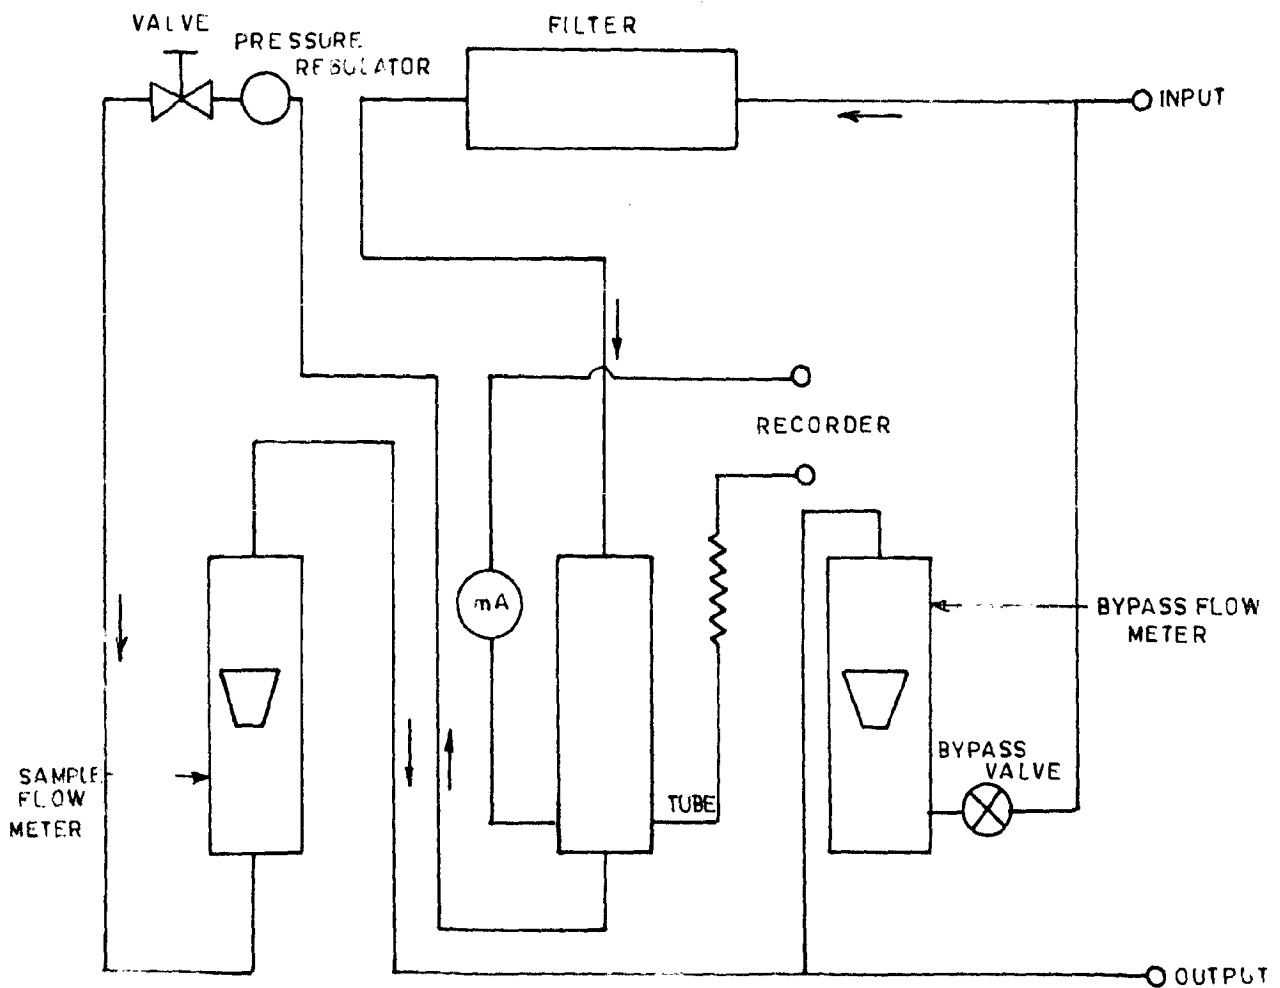 VALVE
PRESSURE
REGULATOR
FILTER
INPUT
RECORDER
mA
BYPASS FLOW
METER
BYPASS
VALVE
SAMPLE
FLOW
METER
TUBE
OUTPUT